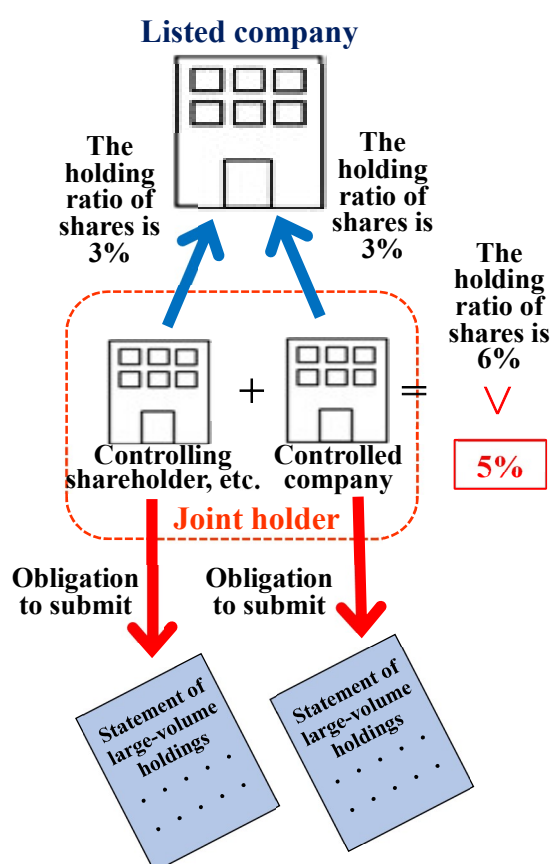 Listed company
The
holding
ratio of
shares is
3%
The
holding
ratio of
shares is
3%
The
holding
ratio of
shares is
6%
5%
+
=
Controlling
shareholder, etc.
Controlled
company
Joint holder
Obligation
to submit
Obligation
to submit
Statement of
large-volume
holdings
Statement of
large-volume
holdings